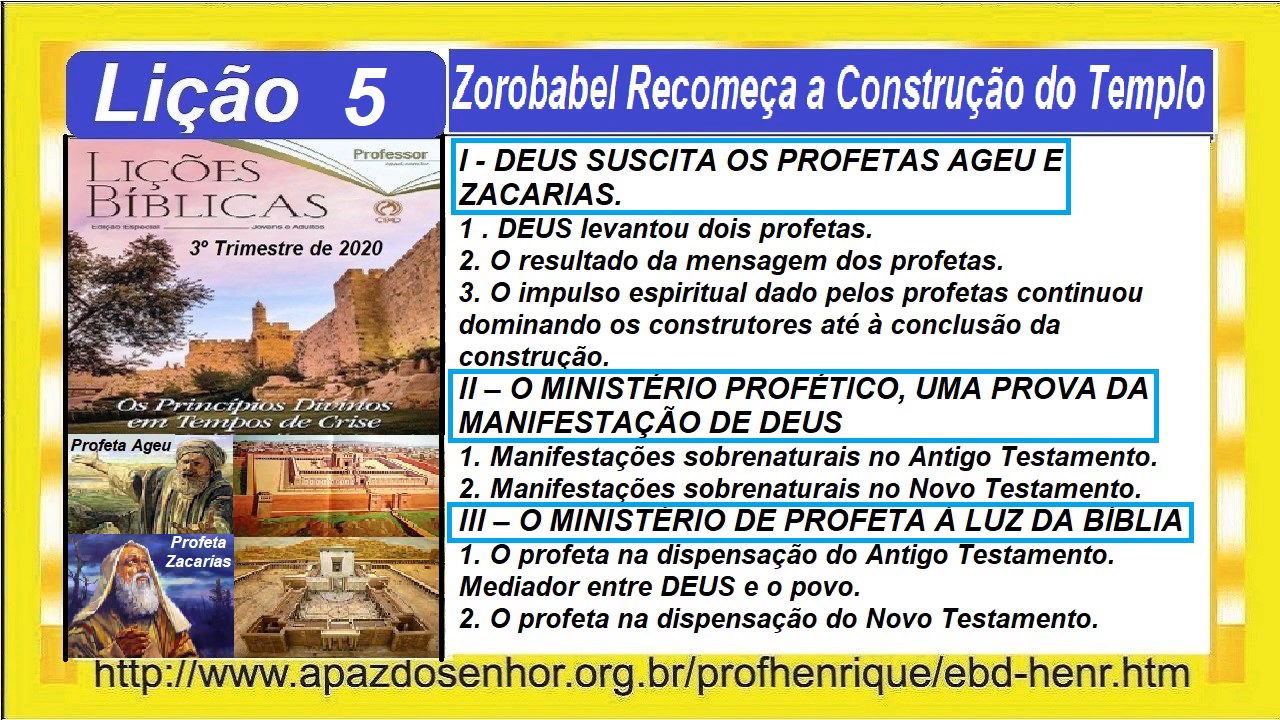 Lição 5
Zorobabel Recomeça a Construção do Templo
Professor
LIÇÕES
BÍBLICAS
Edição Especial
Jovens e Adultos
3º Trimestre de 2020
Os Princípios Divinos
em Tempos de Crise
Profeta Ageu
Profeta
Zacarias
I - DEUS SUSCITA OS PROFETAS AGEU E
ZACARIAS.
1 . DEUS levantou dois profetas.
2. O resultado da mensagem dos profetas.
3. O impulso espiritual dado pelos profetas continuou
dominando os construtores até à conclusão da
construção.
II – O MINISTÉRIO PROFÉTICO, UMA PROVA DA
MANIFESTAÇÃO DE DEUS
1. Manifestações sobrenaturais no Antigo Testamento.
2. Manifestações sobrenaturais no Novo Testamento.
III – O MINISTÉRIO DE PROFETA À LUZ DA BÍBLIA
1. O profeta na dispensação do Antigo Testamento.
Mediador entre DEUS e o povo.
2. O profeta na dispensação do Novo Testamento.
http://www.apazdosenhor.org.br/profhenrique/ebd-henr.htm